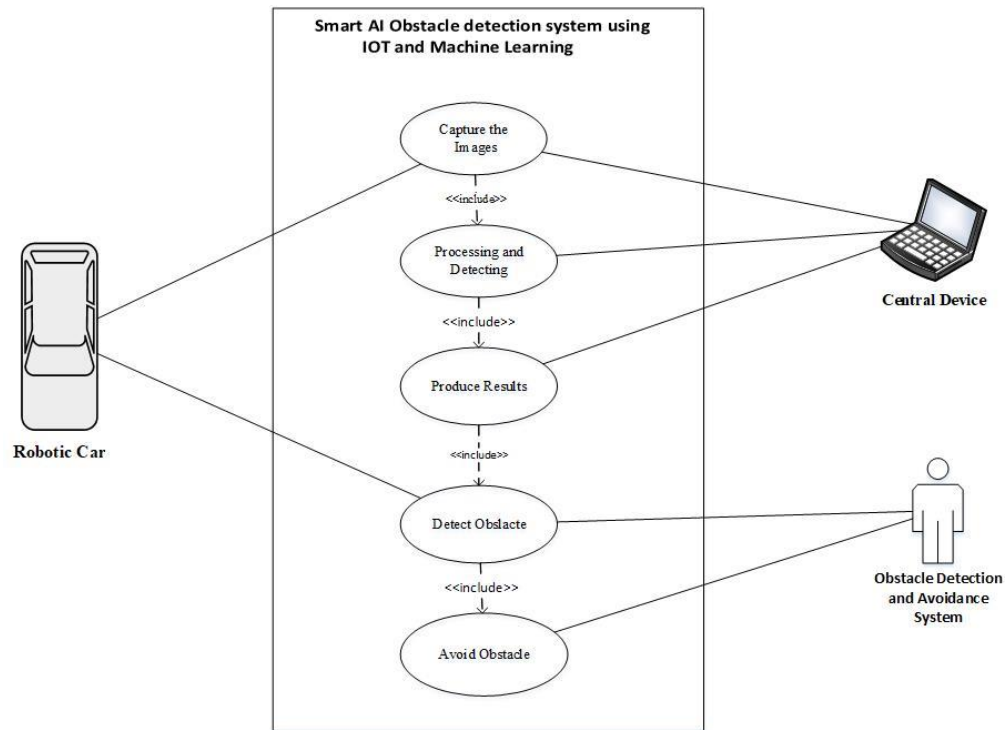 Smart AI Obstacle detection system using
IOT and Machine Learning
Capture the
Images
<<include>>
Processing and
Detecting
<<include>>
Produce Results
<<include>>
Detect Obslacte
<<include>>
Avoid Obstacle
Robotic Car
Central Device
Obstacle Detection
and Avoidance
System